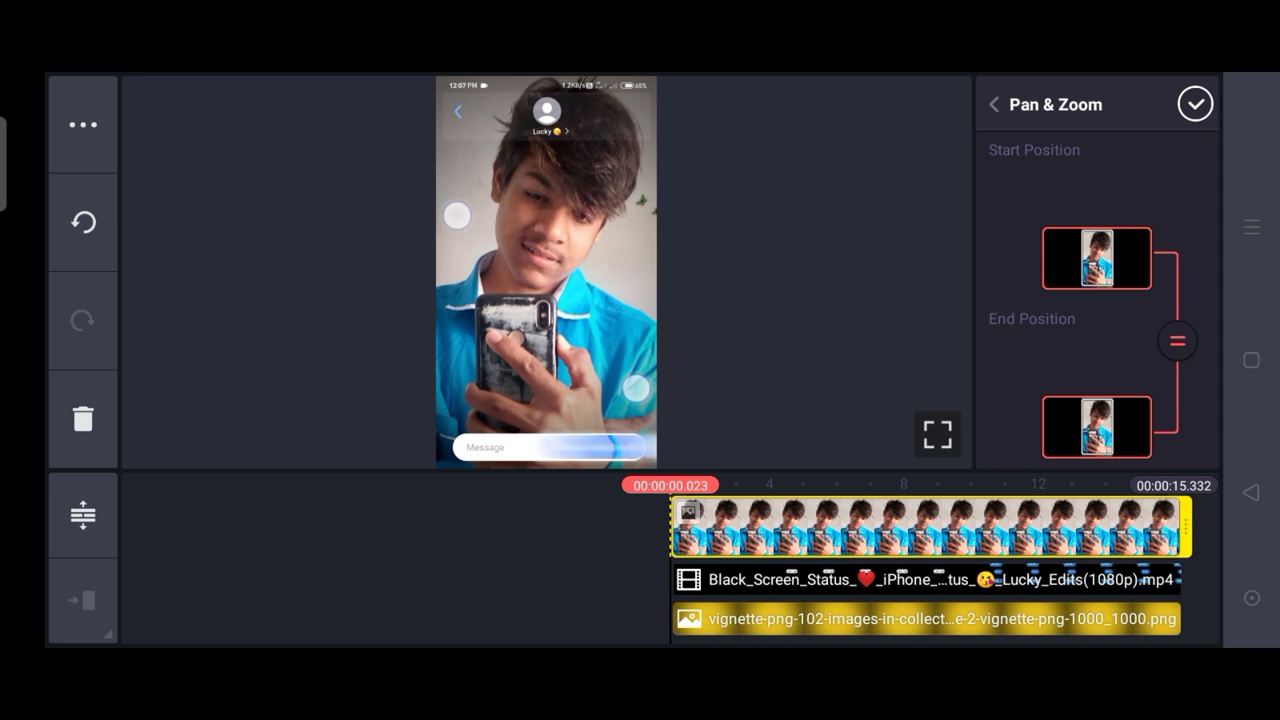 12:07 PM
1.2KB/s
65%
Lucky 😘 >
Message
Pan & Zoom
Start Position
End Position
00:00:00.023
4
8
12
00:00:15.332
Black_Screen_Status_❤️_iPhone_...tus_😘_Lucky_Edits(1080p).mp4
vignette-png-102-images-in-collect...e-2-vignette-png-1000_1000.png